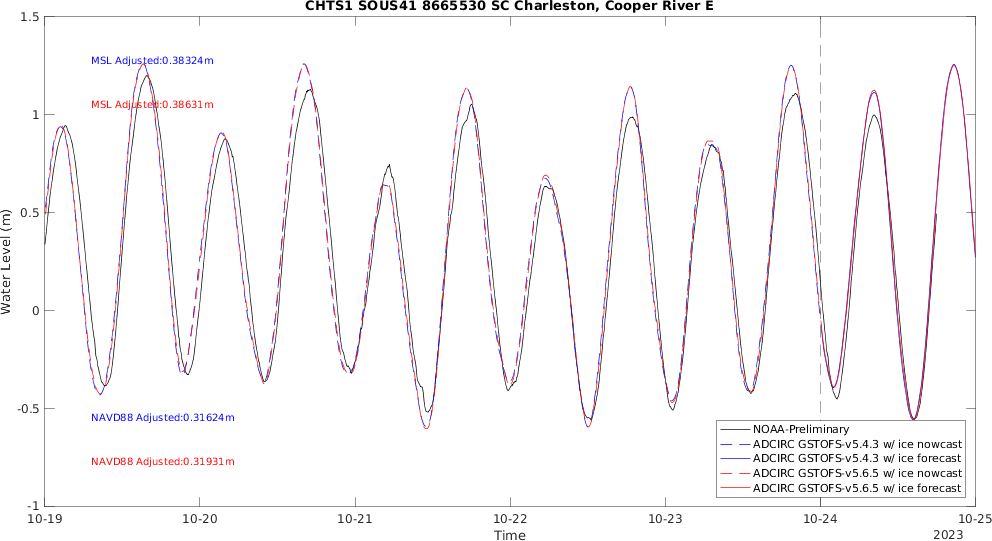 CHTS1 SOUS41 8665530 SC Charleston, Cooper River E
1.5
1
0.5
0
-0.5
-1
Water Level (m)
MSL Adjusted:0.38324m
MSL Adjusted:0.38631m
NAVD88 Adjusted:0.31624m
NAVD88 Adjusted:0.31931m
NOAA-Preliminary
ADCIRC GSTOFS-v5.4.3 w/ ice nowcast
ADCIRC GSTOFS-v5.4.3 w/ ice forecast
ADCIRC GSTOFS-v5.6.5 w/ ice nowcast
ADCIRC GSTOFS-v5.6.5 w/ ice forecast
10-19 10-20 10-21 10-22 10-23 10-24 10-25
Time
2023